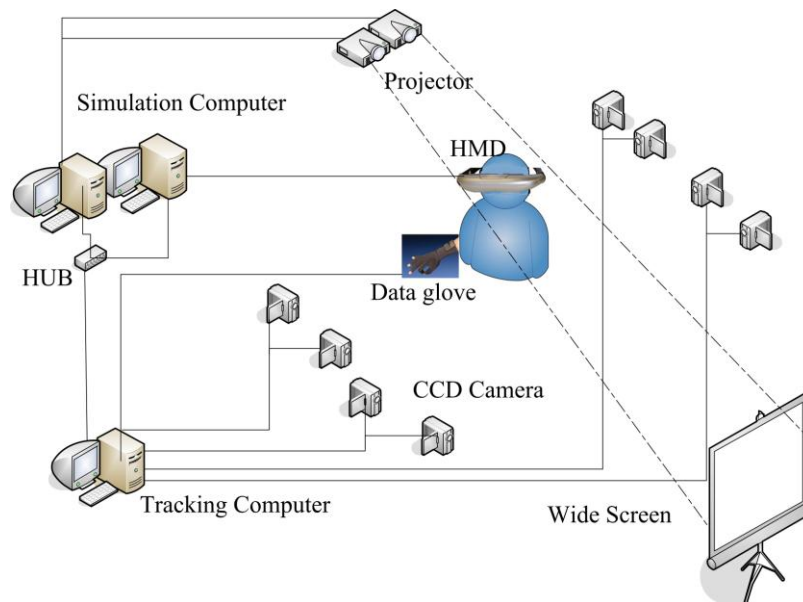 Projector
Simulation Computer
HMD
HUB
Data glove
CCD Camera
Tracking Computer
Wide Screen